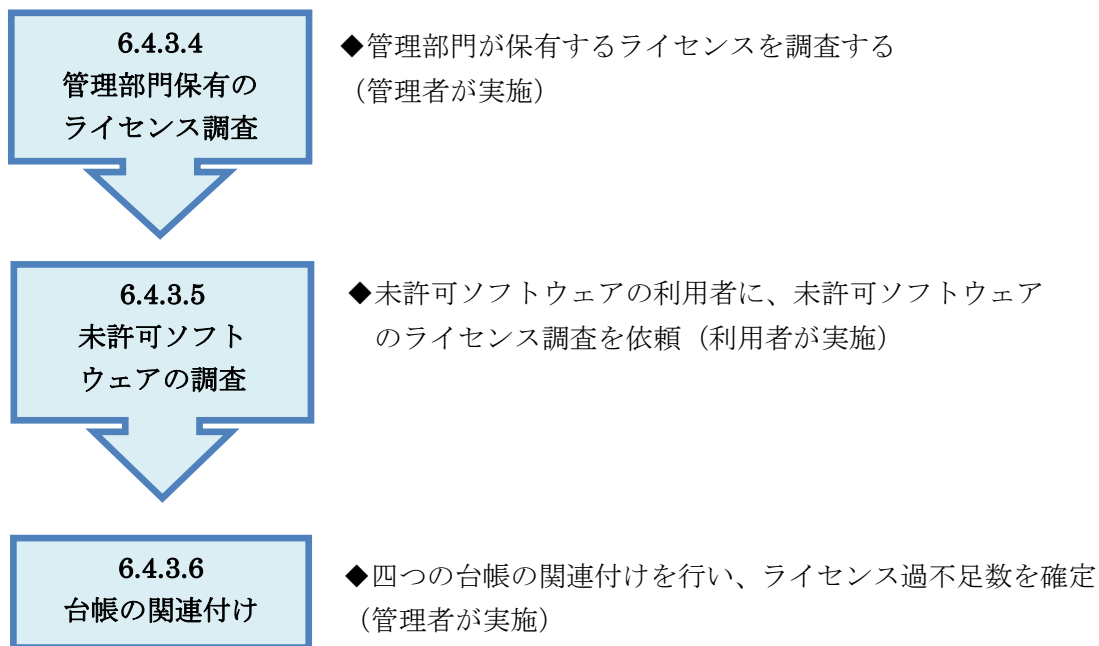 6.4.3.4
管理部門保有の
ライセンス調査
◆管理部門が保有するライセンスを調査する
（管理者が実施）
6.4.3.5
未許可ソフト
ウェアの調査
◆未許可ソフトウェアの利用者に、未許可ソフトウェア
のライセンス調査を依頼（利用者が実施）
6.4.3.6
台帳の関連付け
◆四つの台帳の関連付けを行い、ライセンス過不足数を確定
（管理者が実施）